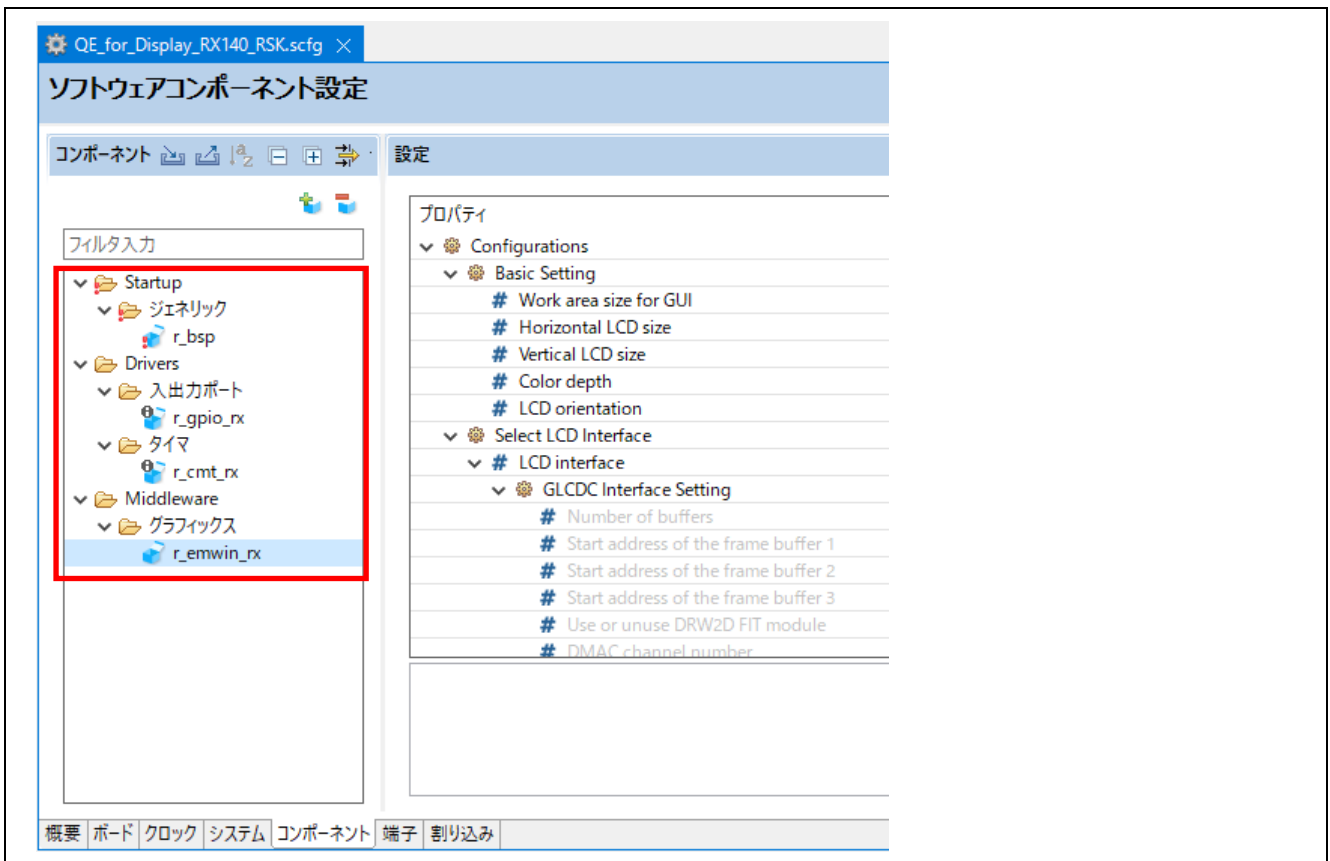 QE_for_Display_RX140_RSK.scfg
ソフトウェアコンポーネント設定
コンポーネント
設定
フィルタ入力
Startup
ジェネリック
r_bsp
Drivers
入出力ポート
r_gpio_rx
タイマ
r_cmt_rx
Middleware
グラフィックス
r_emwin_rx
プロパティ
Configurations
Basic Setting
# Work area size for GUI
# Horizontal LCD size
# Vertical LCD size
# Color depth
# LCD orientation
Select LCD Interface
# LCD interface
GLCDC Interface Setting
# Number of buffers
# Start address of the frame buffer 1
# Start address of the frame buffer 2
# Start address of the frame buffer 3
# Use or unuse DRW2D FIT module
# DMAC channel number
概要 ボード クロック システム コンポーネント 端子 割り込み